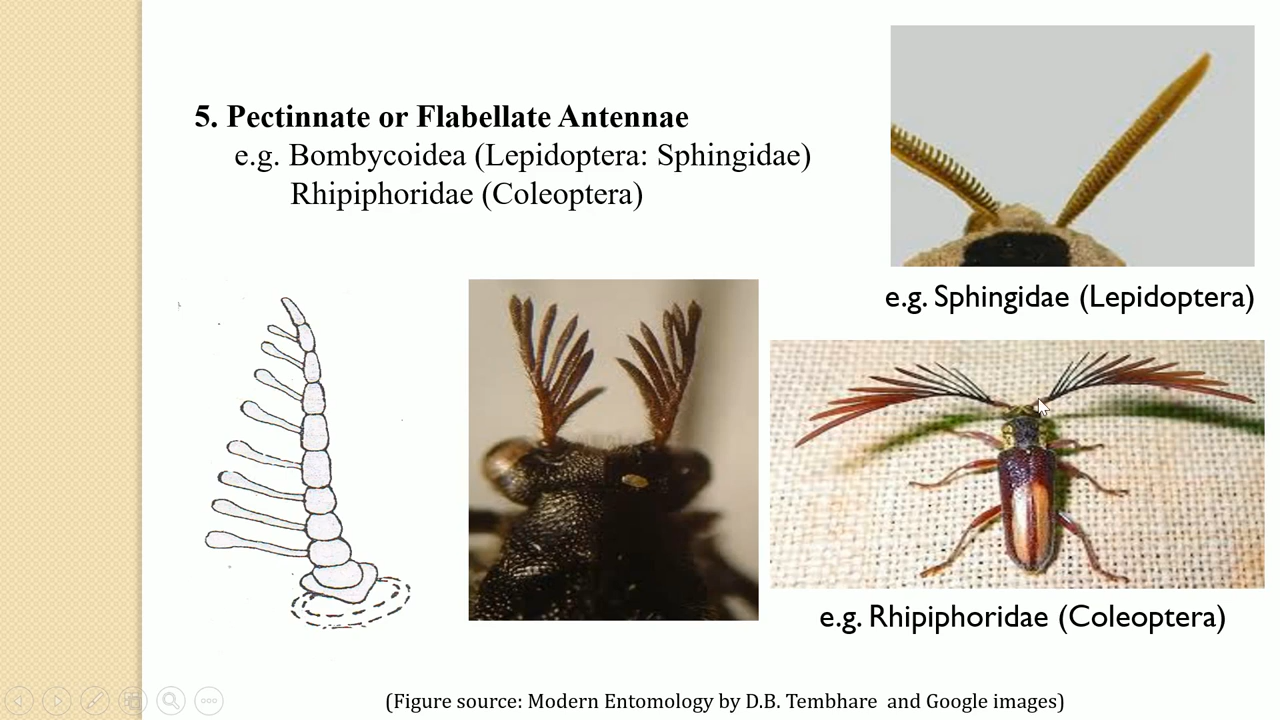 5. Pectinnate or Flabellate Antennae
e.g. Bombycoidea (Lepidoptera: Sphingidae)
Rhipiphoridae (Coleoptera)
e.g. Sphingidae (Lepidoptera)
e.g. Rhipiphoridae (Coleoptera)
(Figure source: Modern Entomology by D.B. Tembhare and Google images)